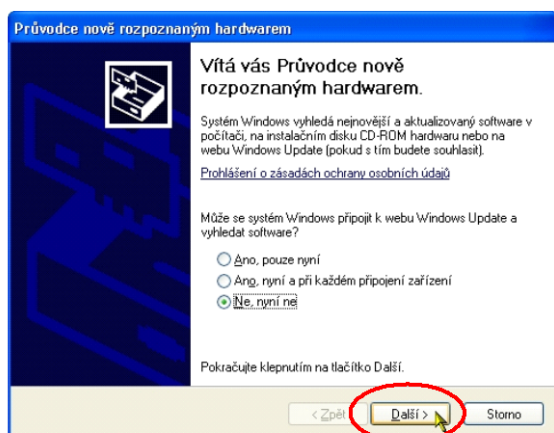 Průvodce nově rozpoznaným hardwarem
Vítá vás Průvodce nově
rozpoznaným hardwarem.
Systém Windows vyhledá nejnovější a aktualizovaný software v
počítači, na instalačním disku CD-ROM hardwaru nebo na
webu Windows Update (pokud s tím budete souhlasit).
Prohlášení o zásadách ochrany osobních údajů
Může se systém Windows připojit k webu Windows Update a
vyhledat software?
Ano, pouze nyní
Ano, nyní a při každém připojení zařízení
Ne, nyní ne
Pokračujte klepnutím na tlačítko Další.
< Zpět Další > Storno